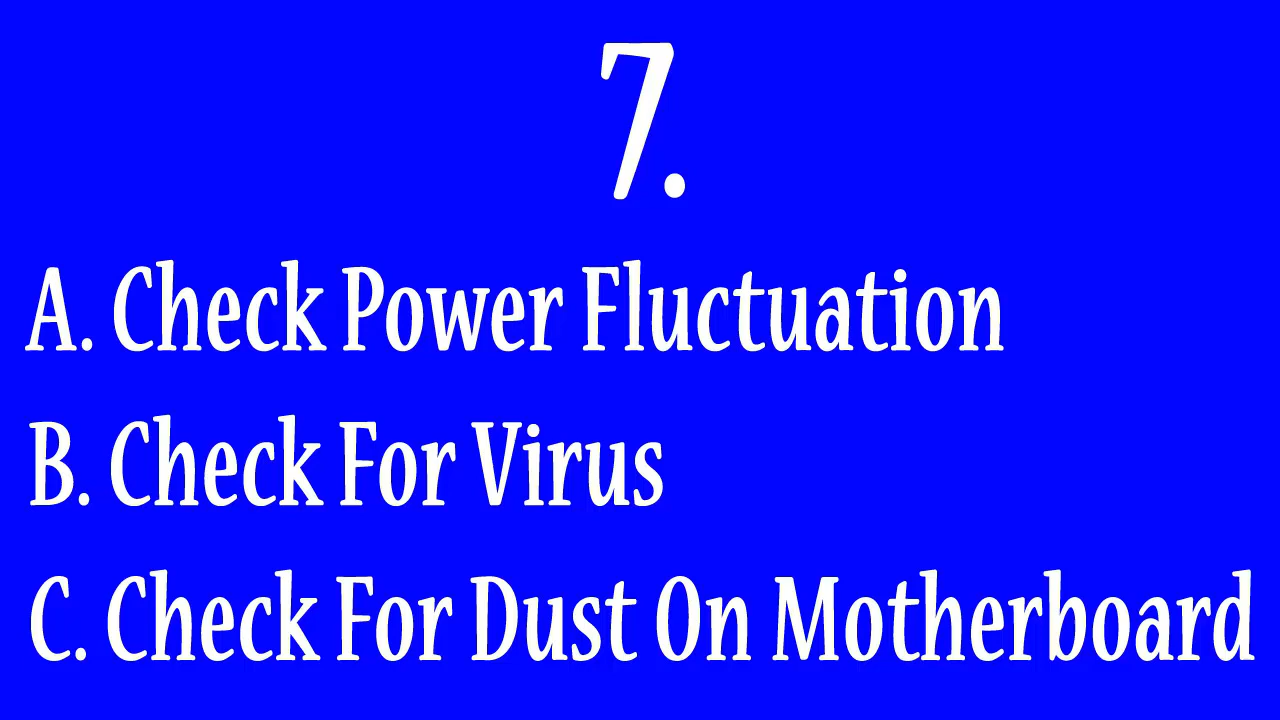 7.
A. Check Power Fluctuation
B. Check For Virus
C. Check For Dust On Motherboard